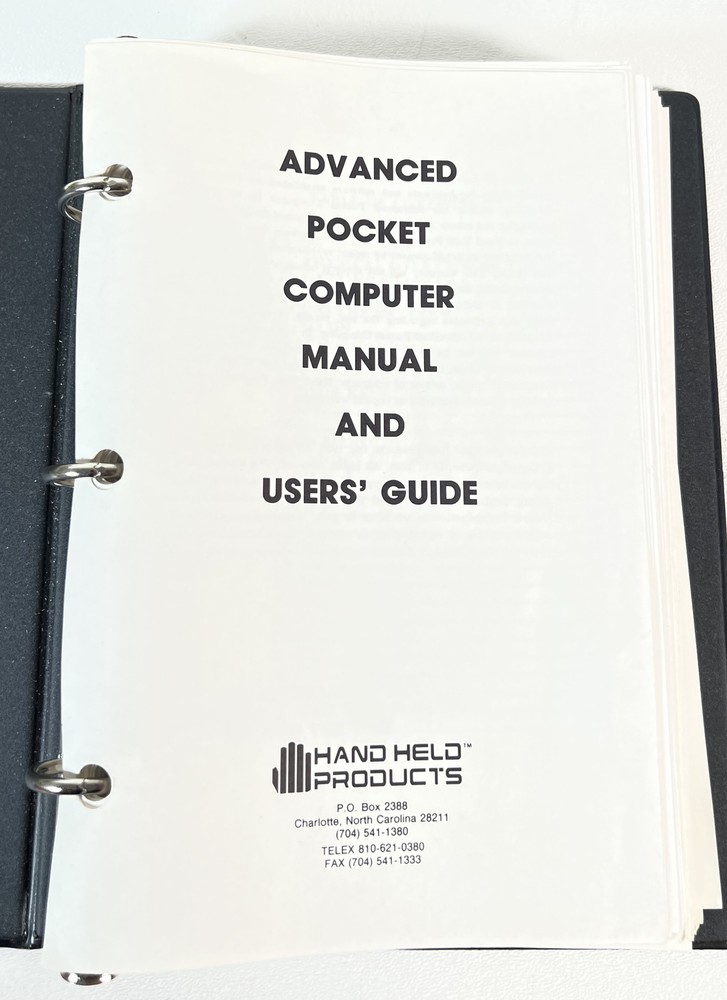 ADVANCED
POCKET
COMPUTER
MANUAL
AND
USERS' GUIDE
HAND HELD™
PRODUCTS
P.O. Box 2388
Charlotte, North Carolina 28211
(704) 541-1380
TELEX 810-621-0380
FAX (704) 541-1333